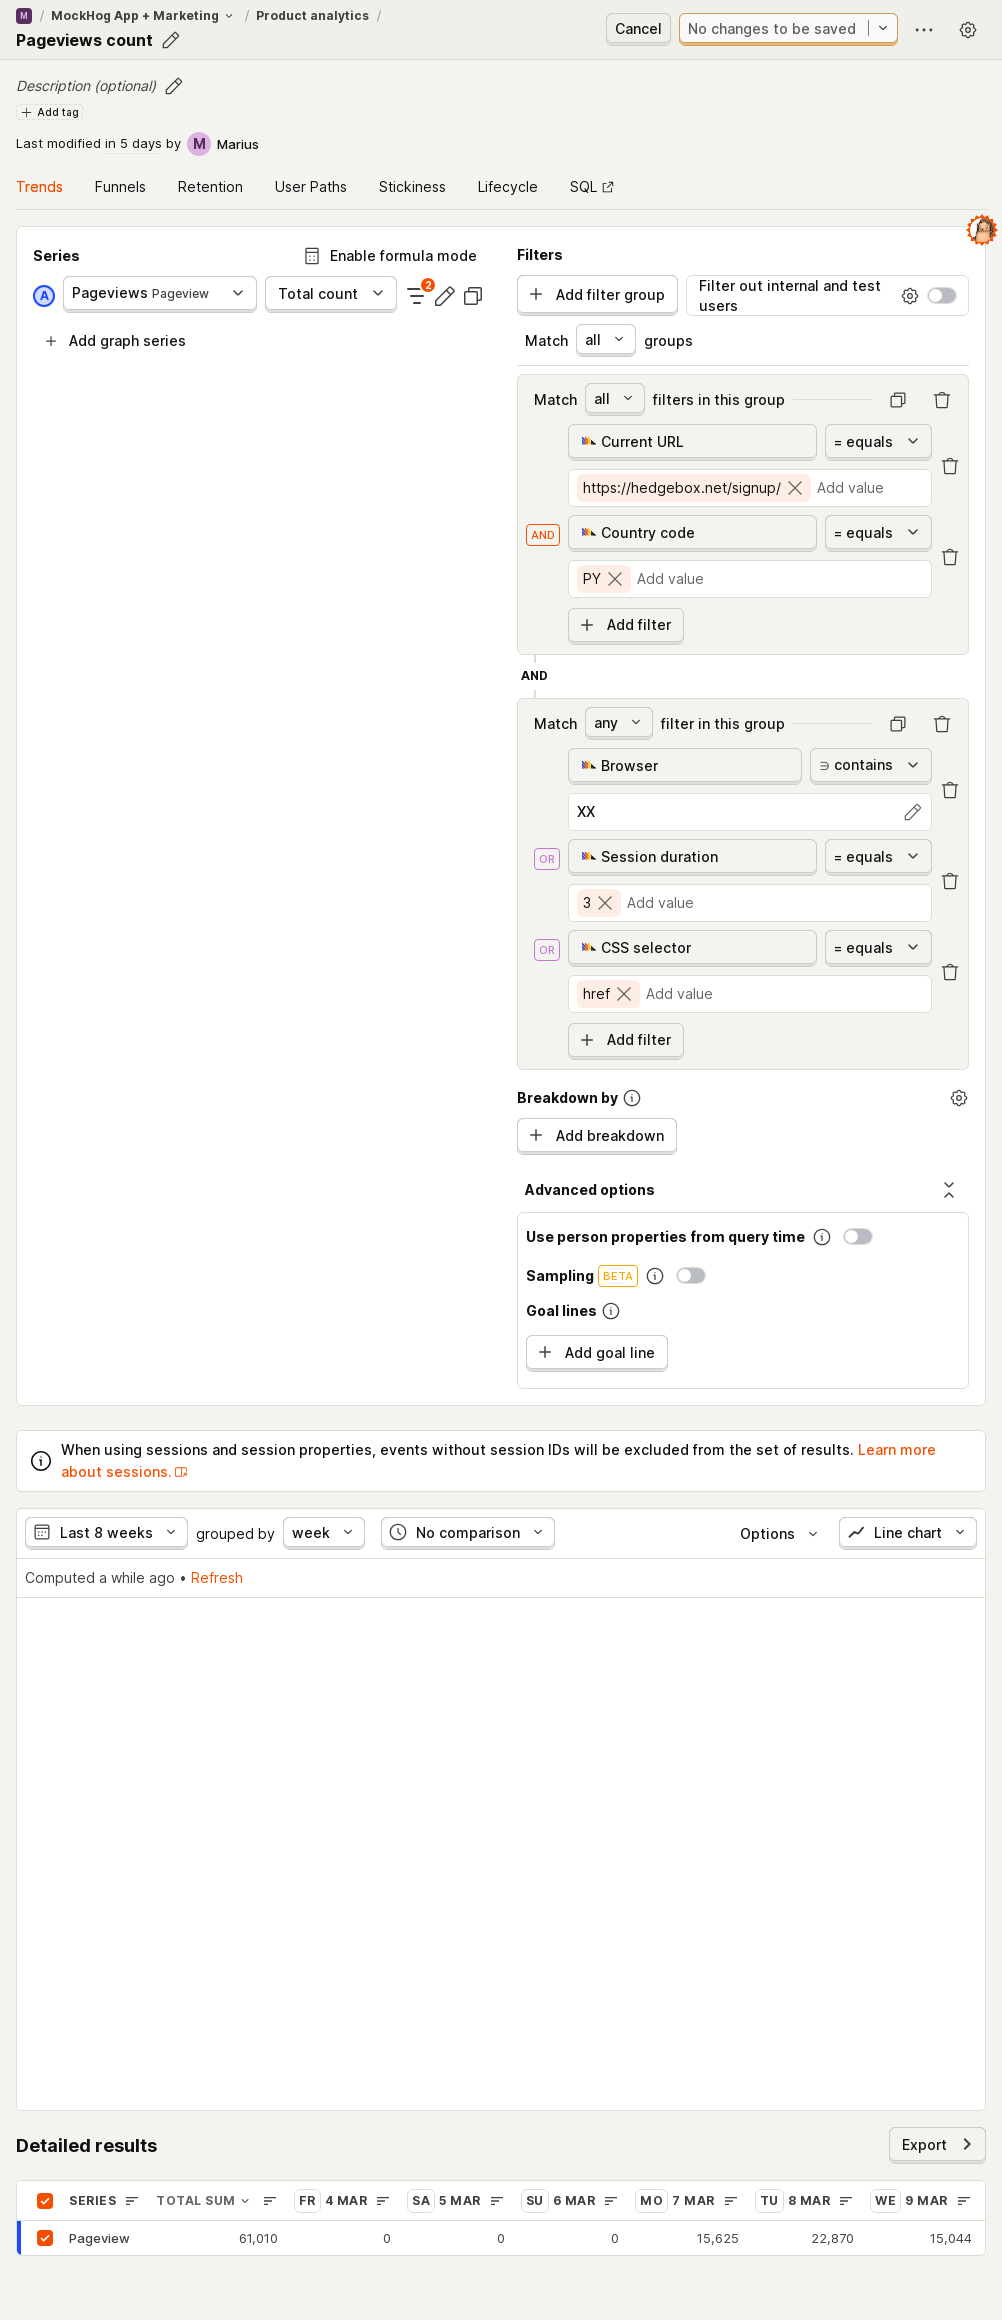 M / MockHog App + Marketing / Product analytics /
Pageviews count
Cancel
No changes to be saved
Description (optional)
Add tag
Last modified in 5 days by M Marius
Trends Funnels Retention User Paths Stickiness Lifecycle SQL
Series
Enable formula mode
A Pageviews Pageview Total count 2
Add graph series
Filters
Add filter group
Filter out internal and test
users
Match all groups
Match all filters in this group
Current URL = equals
https://hedgebox.net/signup/ Add value
AND Country code = equals
PY Add value
Add filter
AND
Match any filter in this group
Browser ∋ contains
XX
OR Session duration = equals
3 Add value
OR CSS selector = equals
href Add value
Add filter
Breakdown by
Add breakdown
Advanced options
Use person properties from query time
Sampling BETA
Goal lines
Add goal line
When using sessions and session properties, events without session IDs will be excluded from the set of results. Learn more
about sessions.
Last 8 weeks grouped by week No comparison Options Line chart
Computed a while ago • Refresh
Detailed results
Export
SERIES TOTAL SUM FR 4 MAR SA 5 MAR SU 6 MAR MO 7 MAR TU 8 MAR WE 9 MAR
Pageview 61,010 0 0 0 15,625 22,870 15,044